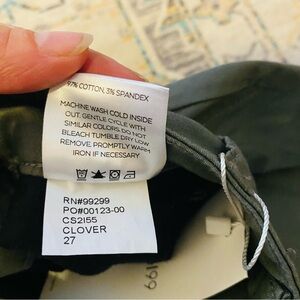 97% COTTON, 3% SPANDEX
MACHINE WASH COLD INSIDE
OUT, GENTLE CYCLE WITH
SIMILAR COLORS DO NOT
BLEACH TUMBLE DRY LOW
REMOVE PROMPTLY WARM
IRON IF NECESSARY
RN#99299
PO#00123-00
CS2155
CLOVER
27